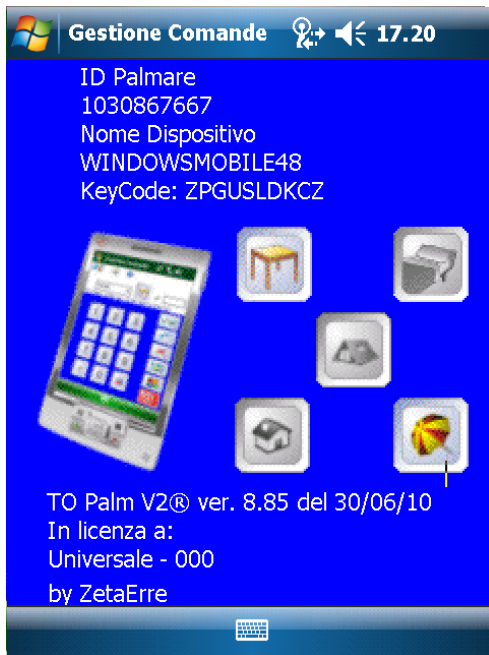 Gestione Comande 17.20
ID Palmare
1030867667
Nome Dispositivo
WINDOWSMOBILE48
KeyCode: ZPGUSLDKCZ
TO Palm V2® ver. 8.85 del 30/06/10
In licenza a:
Universale - 000
by ZetaErre